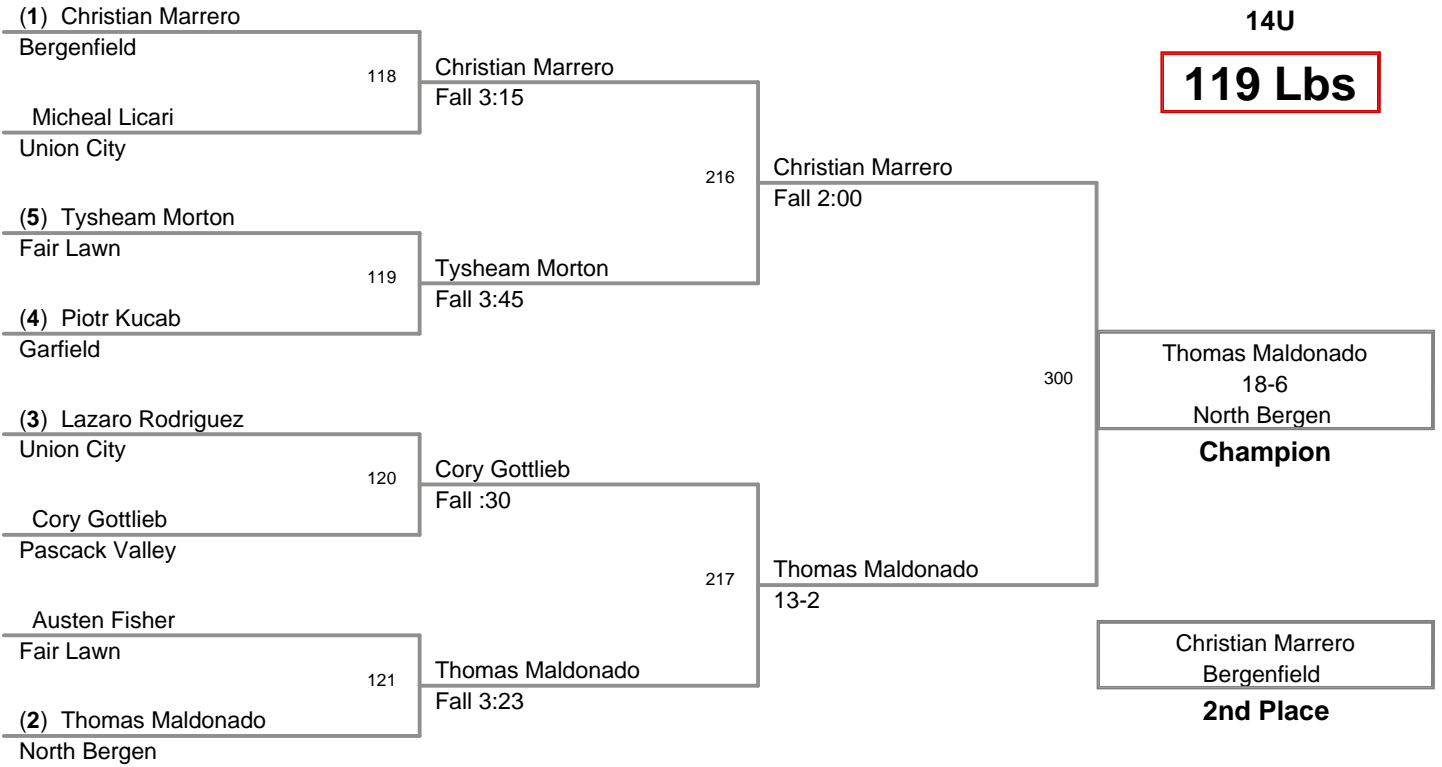 (1) Christian Marrero
Bergenfield
118
Micheal Licari
Union City
Christian Marrero
Fall 3:15
(5) Tysheam Morton
Fair Lawn
119
(4) Piotr Kucab
Garfield
Tysheam Morton
Fall 3:45
216
Christian Marrero
Fall 2:00
(3) Lazaro Rodriguez
Union City
120
Cory Gottlieb
Pascack Valley
Cory Gottlieb
Fall :30
Austen Fisher
Fair Lawn
121
(2) Thomas Maldonado
North Bergen
Thomas Maldonado
Fall 3:23
217
Thomas Maldonado
13-2
300
14U
119 Lbs
Thomas Maldonado
18-6
North Bergen
Champion
Christian Marrero
Bergenfield
2nd Place